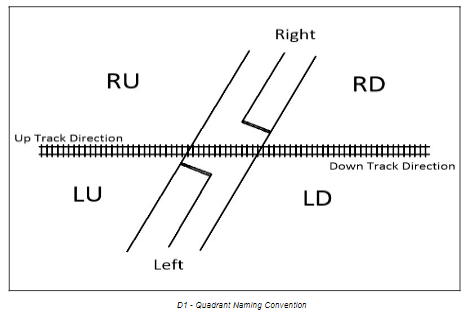 Right
RU
RD
Up Track Direction
Down Track Direction
LU
LD
Left
D1 - Quadrant Naming Convention